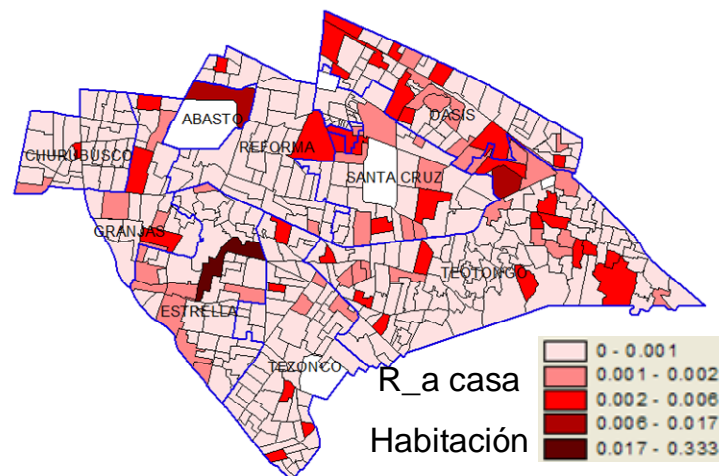 OASIS
ABASTO
CHURUBUSCO
REFORMA
SANTA CRUZ
GRANJAS
TEOTONGO
ESTRELLA
TEZONCO
R_a casa
Habitación
0 - 0.001
0.001 - 0.002
0.002 - 0.006
0.006 - 0.017
0.017 - 0.333